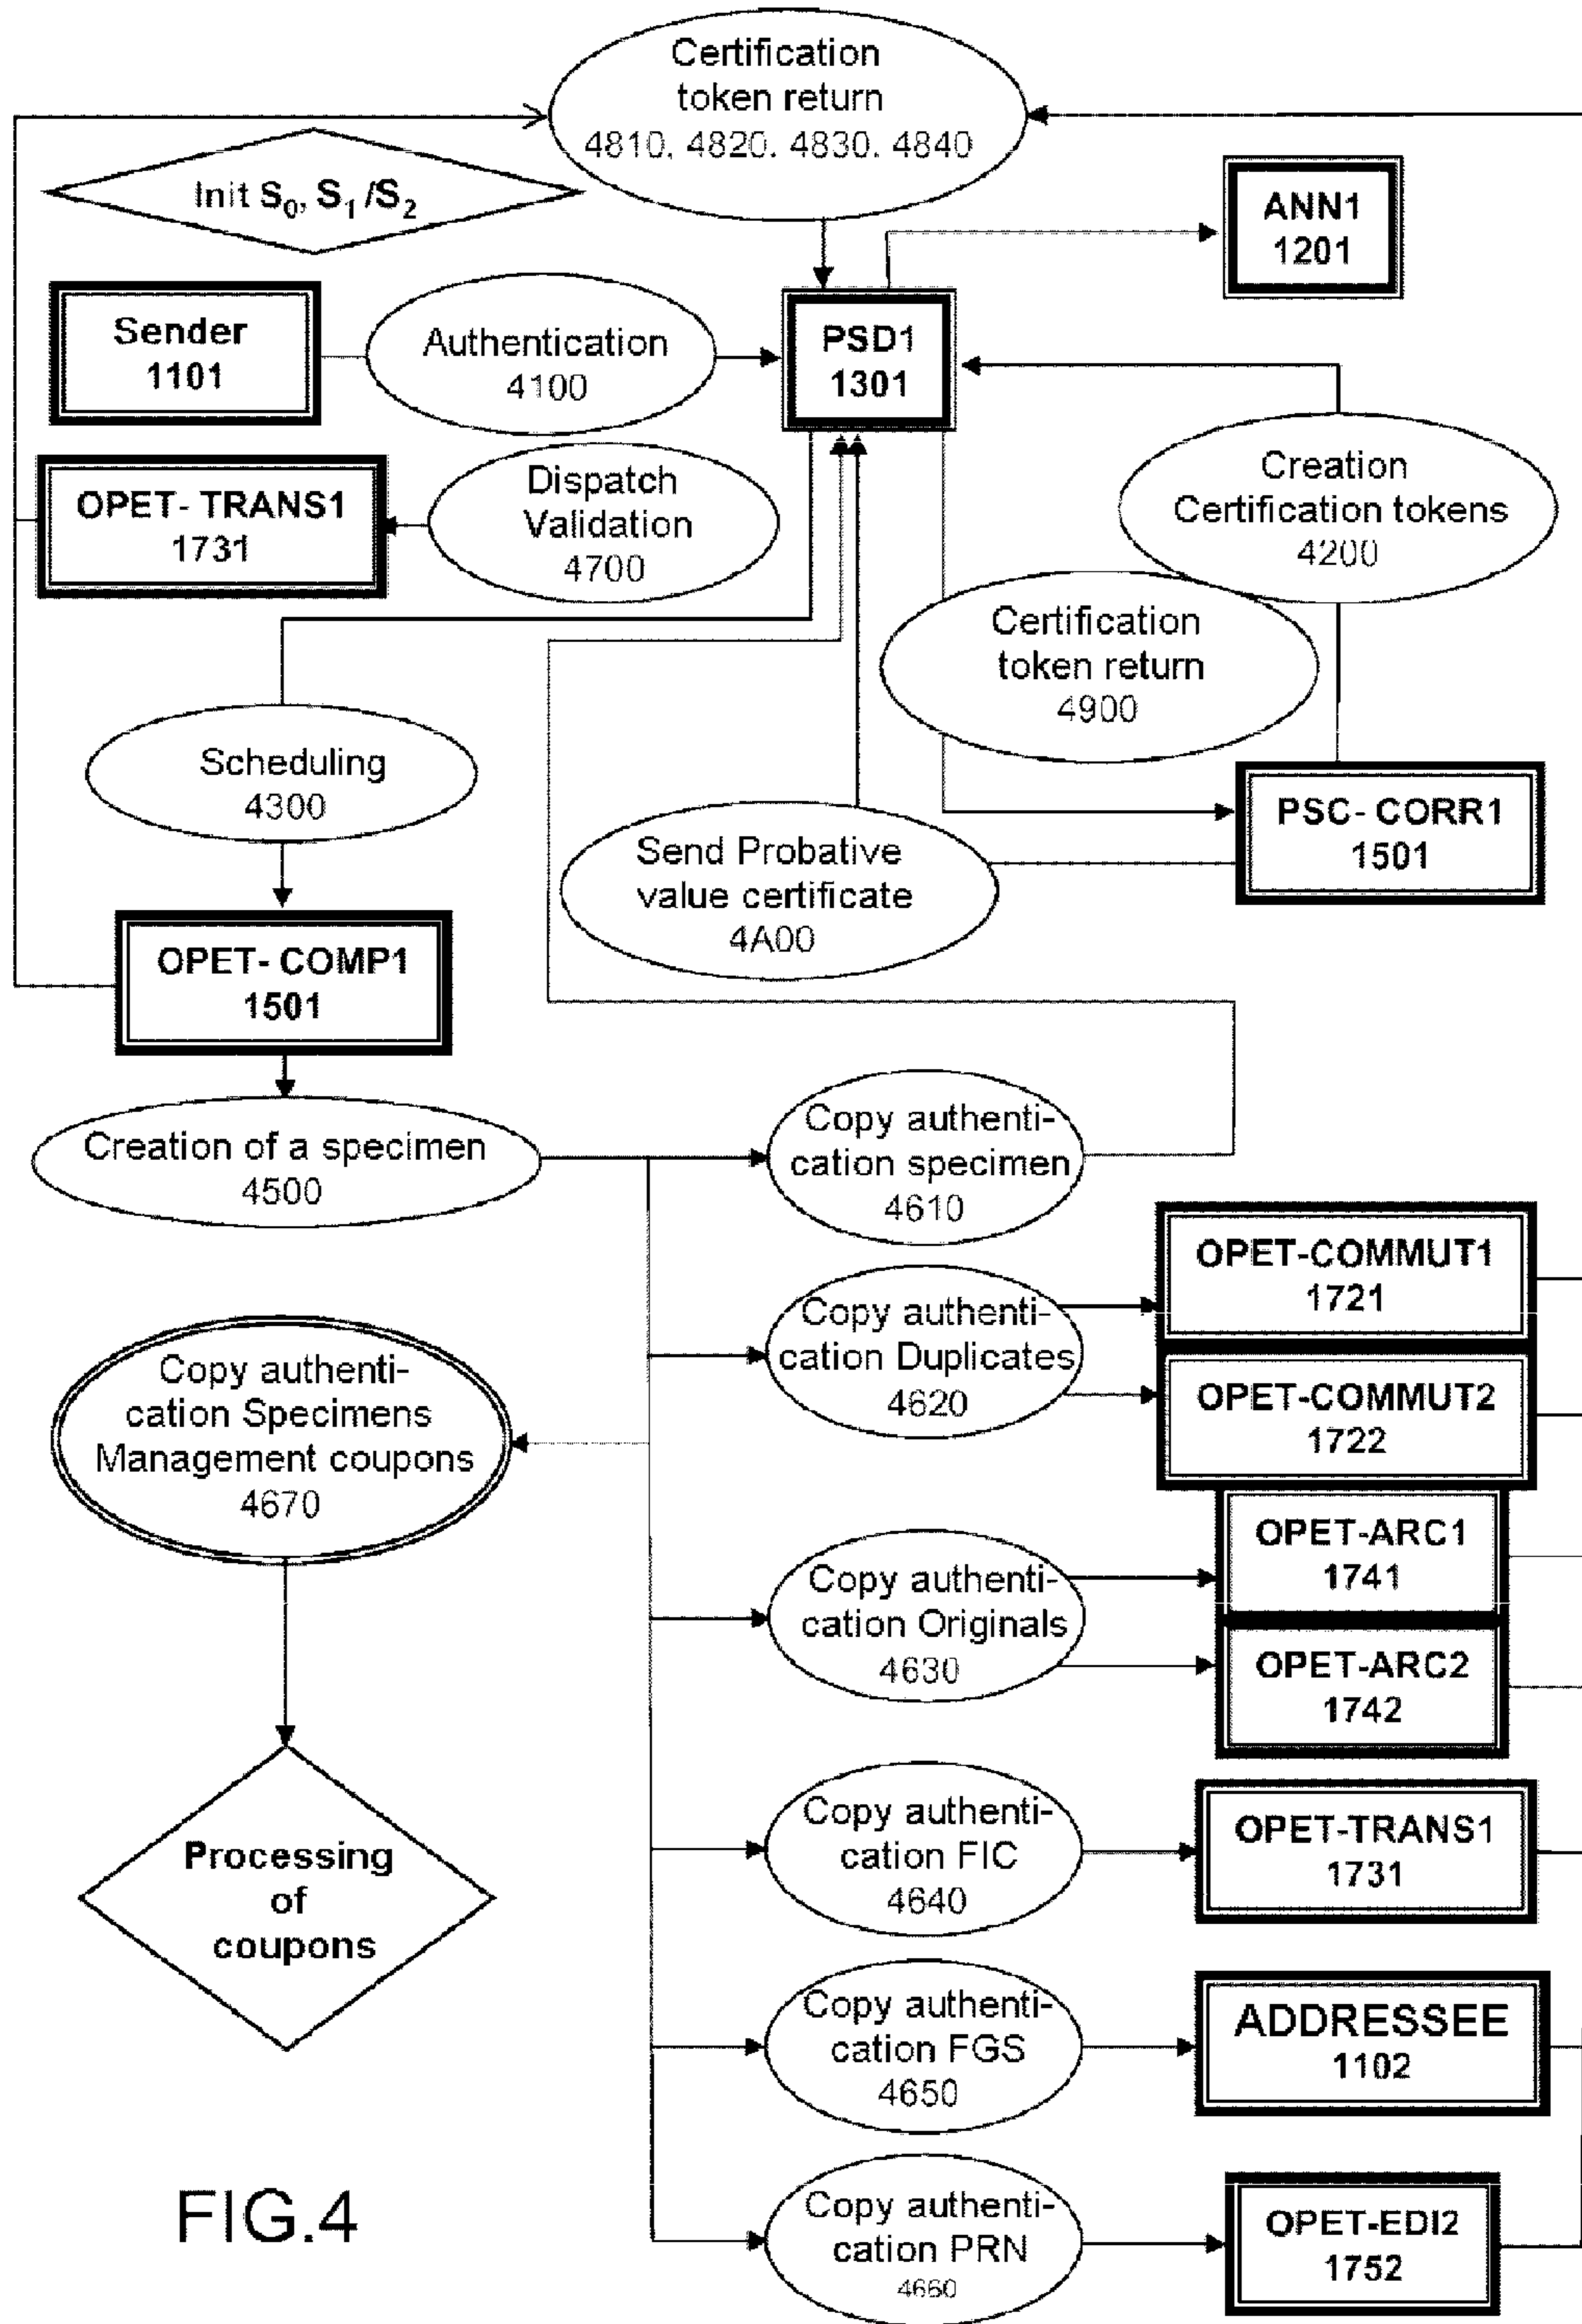 Certification
token return
4810, 4820. 4830. 4840
Init S₀, S₁ /S₂
ANN1
1201
Sender
1101
Authentication
4100
PSD1
1301
OPET- TRANS1
1731
Dispatch
Validation
4700
Creation
Certification tokens
4200
Certification
token return
4900
Scheduling
4300
PSC- CORR1
1501
Send Probative
value certificate
4A00
OPET- COMP1
1501
Creation of a specimen
4500
Copy authenti-
cation specimen
4610
OPET-COMMUT1
1721
Copy authenti-
cation Duplicates
4620
OPET-COMMUT2
1722
Copy authenti-
cation Specimens
Management coupons
4670
OPET-ARC1
1741
Copy authenti-
cation Originals
4630
OPET-ARC2
1742
Copy authenti-
cation FIC
4640
OPET-TRANS1
1731
Processing
of
coupons
Copy authenti-
cation FGS
4650
ADDRESSEE
1102
Copy authenti-
cation PRN
4660
OPET-EDI2
1752
FIG.4